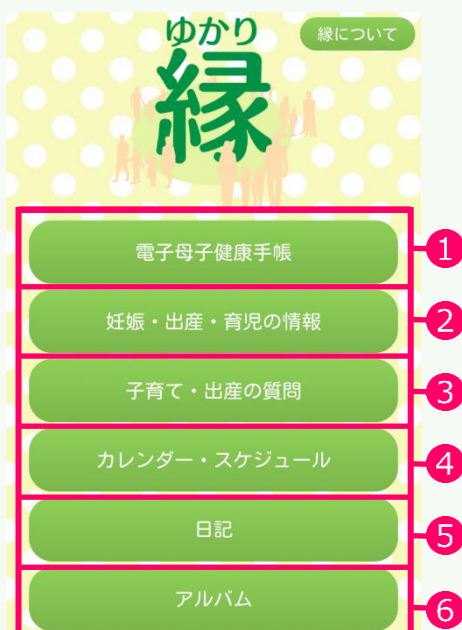 ゆかり
縁について
縁
電子母子健康手帳
1
妊娠・出産・育児の情報
2
子育て・出産の質問
3
カレンダー・スケジュール
4
日記
5
アルバム
6